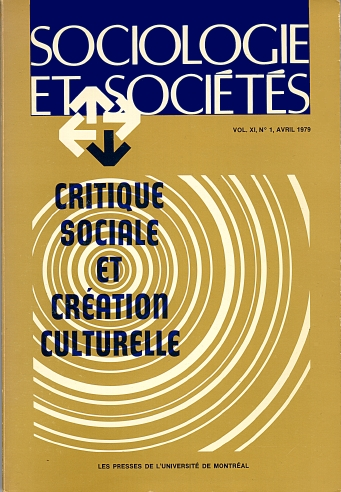 SOCIOLOGIE
ET SOCIÉTÉS
VOL. XI, N° 1, AVRIL 1979
CRITIQUE
SOCIALE
ET
CRÉATION
CULTURELLE
LES PRESSES DE L'UNIVERSITÉ DE MONTRÉAL